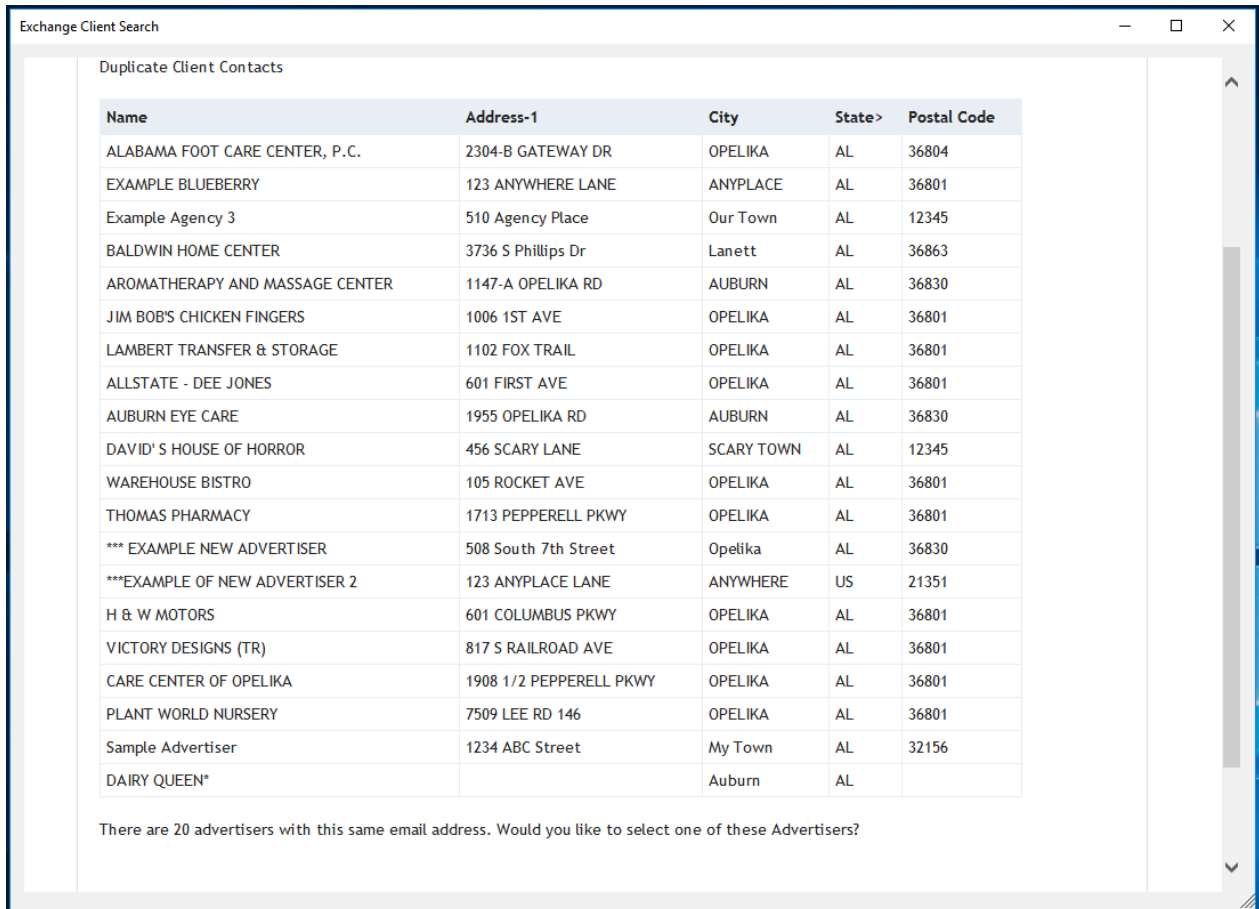 Exchange Client Search
Duplicate Client Contacts
Name Address-1 City State> Postal Code
ALABAMA FOOT CARE CENTER, P.C. 2304-B GATEWAY DR OPELIKA AL 36804
EXAMPLE BLUEBERRY 123 ANYWHERE LANE ANYPLACE AL 36801
Example Agency 3 510 Agency Place Our Town AL 12345
BALDWIN HOME CENTER 3736 S Phillips Dr Lanett AL 36863
AROMATHERAPY AND MASSAGE CENTER 1147-A OPELIKA RD AUBURN AL 36830
JIM BOB'S CHICKEN FINGERS 1006 1ST AVE OPELIKA AL 36801
LAMBERT TRANSFER & STORAGE 1102 FOX TRAIL OPELIKA AL 36801
ALLSTATE - DEE JONES 601 FIRST AVE OPELIKA AL 36801
AUBURN EYE CARE 1955 OPELIKA RD AUBURN AL 36830
DAVID' S HOUSE OF HORROR 456 SCARY LANE SCARY TOWN AL 12345
WAREHOUSE BISTRO 105 ROCKET AVE OPELIKA AL 36801
THOMAS PHARMACY 1713 PEPPERELL PKWY OPELIKA AL 36801
*** EXAMPLE NEW ADVERTISER 508 South 7th Street Opelika AL 36830
***EXAMPLE OF NEW ADVERTISER 2 123 ANYPLACE LANE ANYWHERE US 21351
H & W MOTORS 601 COLUMBUS PKWY OPELIKA AL 36801
VICTORY DESIGNS (TR) 817 S RAILROAD AVE OPELIKA AL 36801
CARE CENTER OF OPELIKA 1908 1/2 PEPPERELL PKWY OPELIKA AL 36801
PLANT WORLD NURSERY 7509 LEE RD 146 OPELIKA AL 36801
Sample Advertiser 1234 ABC Street My Town AL 32156
DAIRY QUEEN* Auburn AL
There are 20 advertisers with this same email address. Would you like to select one of these Advertisers?